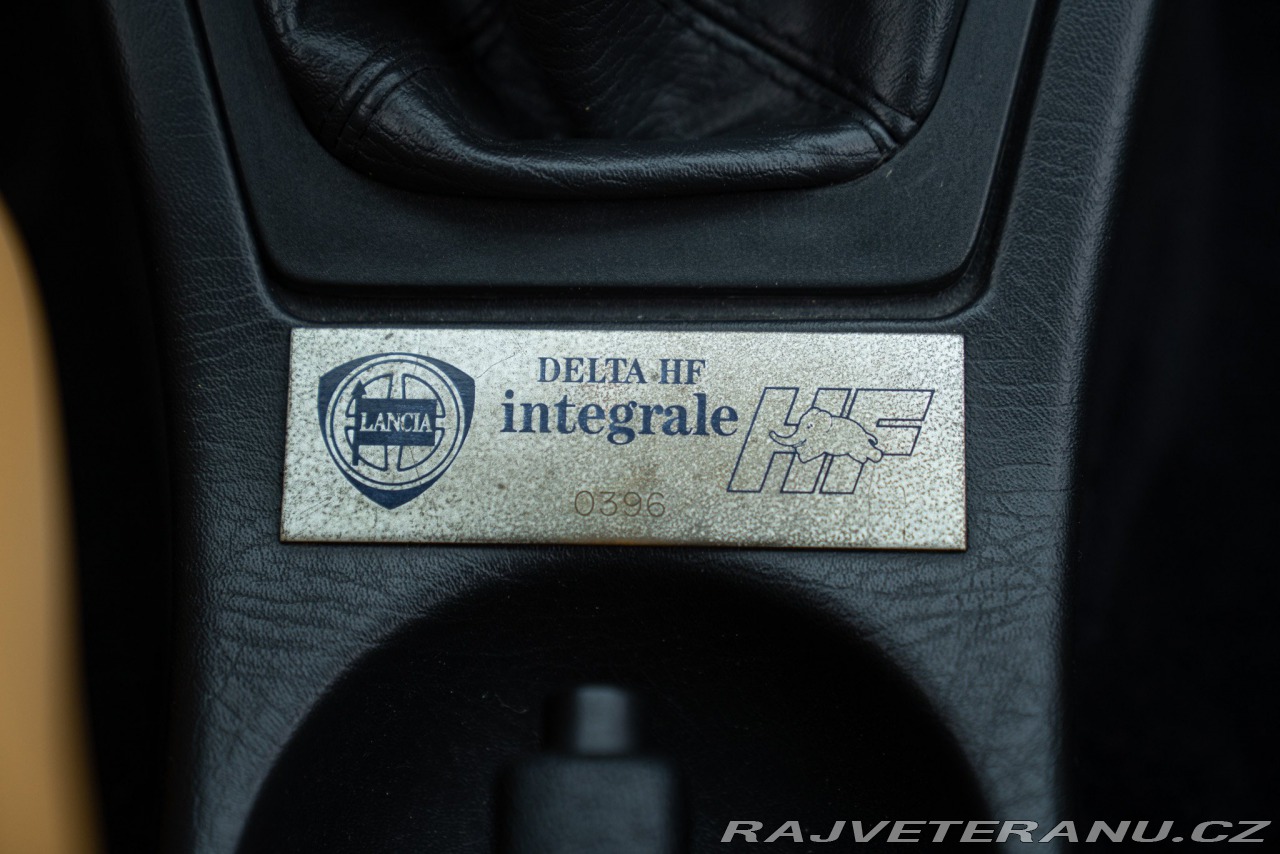 LANCIA
DELTA HF
integrale
HF
0396
RAJVETERANU.CZ